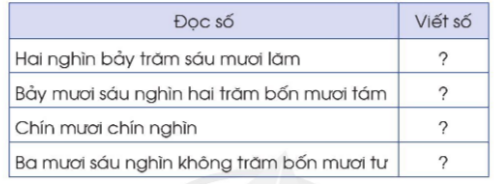 Đọc số Viết số
Hai nghìn bảy trăm sáu mươi lăm ?
Bảy mươi sáu nghìn hai trăm bốn mươi tám ?
Chín mươi chín nghìn ?
Ba mươi sáu nghìn không trăm bốn mươi tư ?